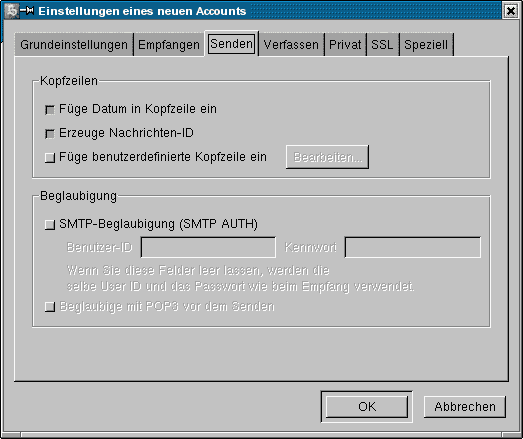 Einstellungen eines neuen Accounts
Grundeinstellungen Empfangen Senden Verfassen Privat SSL Speziell
Kopfzeilen
Füge Datum in Kopfzeile ein
Erzeuge Nachrichten-ID
Füge benutzerdefinierte Kopfzeile ein Bearbeiten...
Beglaubigung
SMTP-Beglaubigung (SMTP AUTH)
Benutzer-ID Kennwort
Wenn Sie diese Felder leer lassen, werden die
selbe User ID und das Passwort wie beim Empfang verwendet.
Beglaubige mit POP3 vor dem Senden
OK Abbrechen